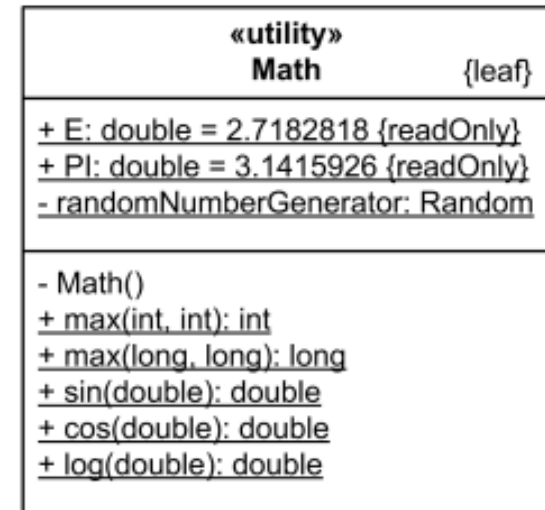 «utility»
Math {leaf}
+ E: double = 2.7182818 {readOnly}
+ PI: double = 3.1415926 {readOnly}
- randomNumberGenerator: Random
- Math()
+ max(int, int): int
+ max(long, long): long
+ sin(double): double
+ cos(double): double
+ log(double): double